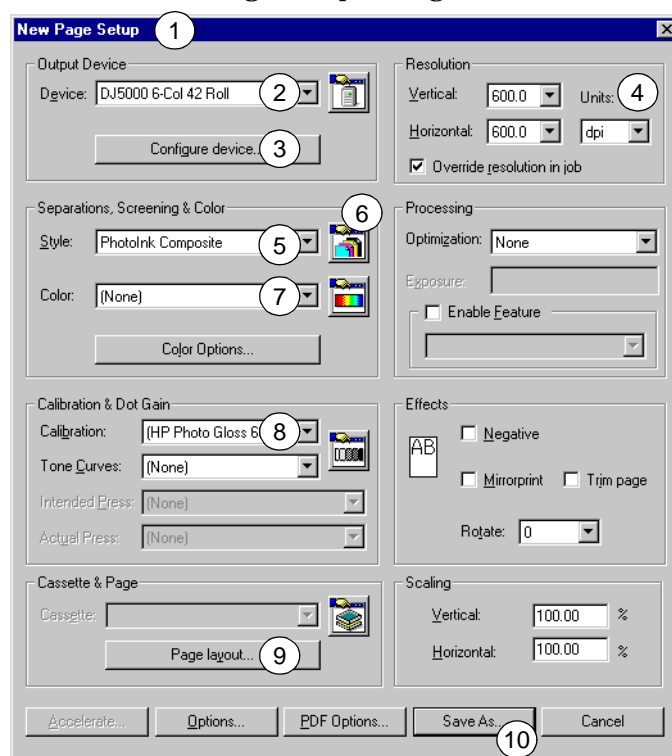 New Page Setup 1
Output Device
Device: DJ5000 6-Col 42 Roll 2
Configure device... 3
Resolution
Vertical: 600.0 Units: 4
Horizontal: 600.0 dpi
Override resolution in job
Separations, Screening & Color 6
Style: PhotoInk Composite 5
Color: (None) 7
Color Options...
Processing
Optimization: None
Exposure:
Enable Feature
Calibration & Dot Gain
Calibration: (HP Photo Gloss 6 8
Tone Curves: (None)
Intended Press: (None)
Actual Press: (None)
Effects
AB
Negative
Mirrorprint Trim page
Rotate: 0
Cassette & Page
Cassette:
Page layout... 9
Scaling
Vertical: 100.00 %
Horizontal: 100.00 %
Accelerate... Options... PDF Options... Save As... Cancel
10